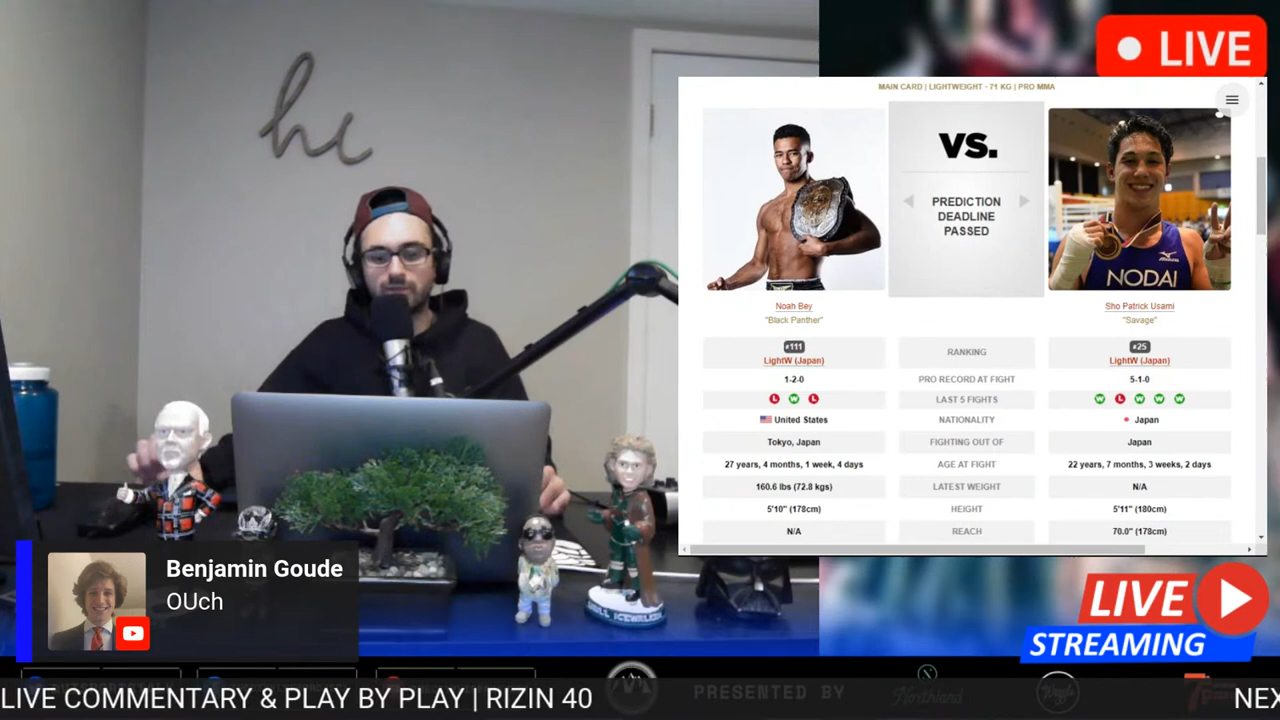 hi
LIVE
MAIN CARD | LIGHTWEIGHT · 71 KG | PRO MMA
VS.
PREDICTION
DEADLINE
PASSED
NODAI
Noah Bey
"Black Panther"
Sho Patrick Usami
"Savage"
#111
LightW (Japan)
RANKING
#25
LightW (Japan)
1-2-0
PRO RECORD AT FIGHT
5-1-0
L W L
LAST 5 FIGHTS
W L W W W
United States
NATIONALITY
Japan
Tokyo, Japan
FIGHTING OUT OF
Japan
27 years, 4 months, 1 week, 4 days
AGE AT FIGHT
22 years, 7 months, 3 weeks, 2 days
160.6 lbs (72.8 kgs)
LATEST WEIGHT
N/A
5'10" (178cm)
HEIGHT
5'11" (180cm)
N/A
REACH
70.0" (178cm)
Benjamin Goude
OUch
LIVE
STREAMING
PRESENTED BY
Northland
LIVE COMMENTARY & PLAY BY PLAY | RIZIN 40
NEX